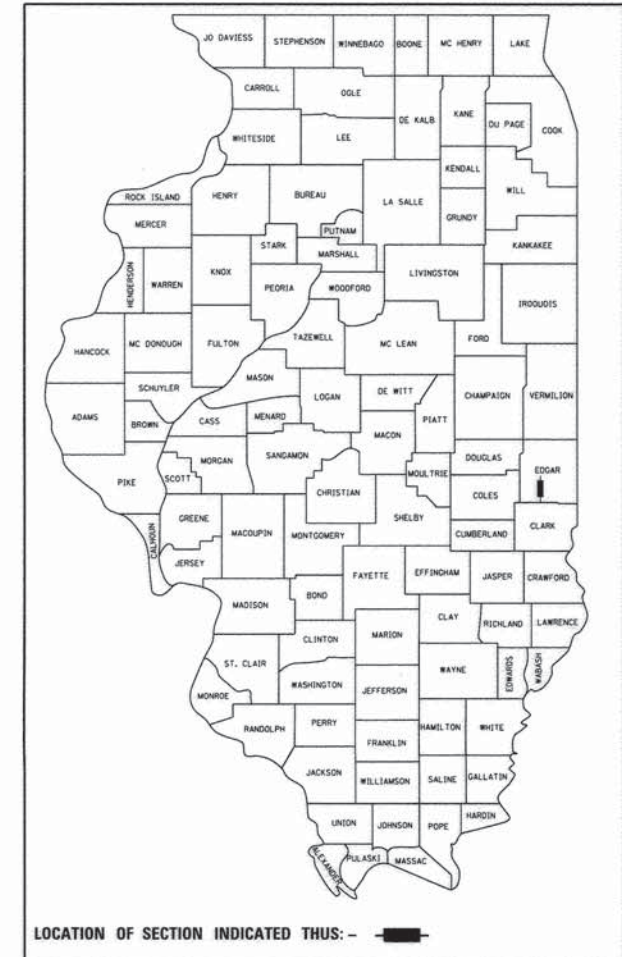 JO DAVIESS
STEPHENSON
WINNEBAGO
BOONE
MC HENRY
LAKE
CARROLL
OGLE
DE KALB
KANE
DU PAGE
COOK
WHITESIDE
LEE
KENDALL
WILL
ROCK ISLAND
HENRY
BUREAU
LA SALLE
GRUNDY
MERCER
PUTNAM
STARK
MARSHALL
KANKAKEE
HENDERSON
WARREN
KNOX
PEORIA
WOODFORD
LIVINGSTON
IROQUOIS
HANCOCK
MC DONOUGH
FULTON
TAZEWELL
MC LEAN
FORD
MASON
SCHUYLER
LOGAN
DE WITT
CHAMPAIGN
VERMILION
ADAMS
BROWN
CASS
MENARD
MACON
PIATT
PIKE
SCOTT
MORGAN
SANGAMON
MOULTRIE
DOUGLAS
EDGAR
CHRISTIAN
COLES
CALHOUN
GREENE
MACOUPIN
MONTGOMERY
SHELBY
CUMBERLAND
CLARK
JERSEY
FAYETTE
EFFINGHAM
JASPER
CRAWFORD
MADISON
BOND
CLAY
RICHLAND
LAWRENCE
CLINTON
MARION
ST. CLAIR
WAYNE
EDWARDS
WABASH
WASHINGTON
JEFFERSON
MONROE
RANDOLPH
PERRY
HAMILTON
WHITE
FRANKLIN
JACKSON
WILLIAMSON
SALINE
GALLATIN
UNION
JOHNSON
POPE
HARDIN
ALEXANDER
PULASKI
MASSAC
LOCATION OF SECTION INDICATED THUS: -